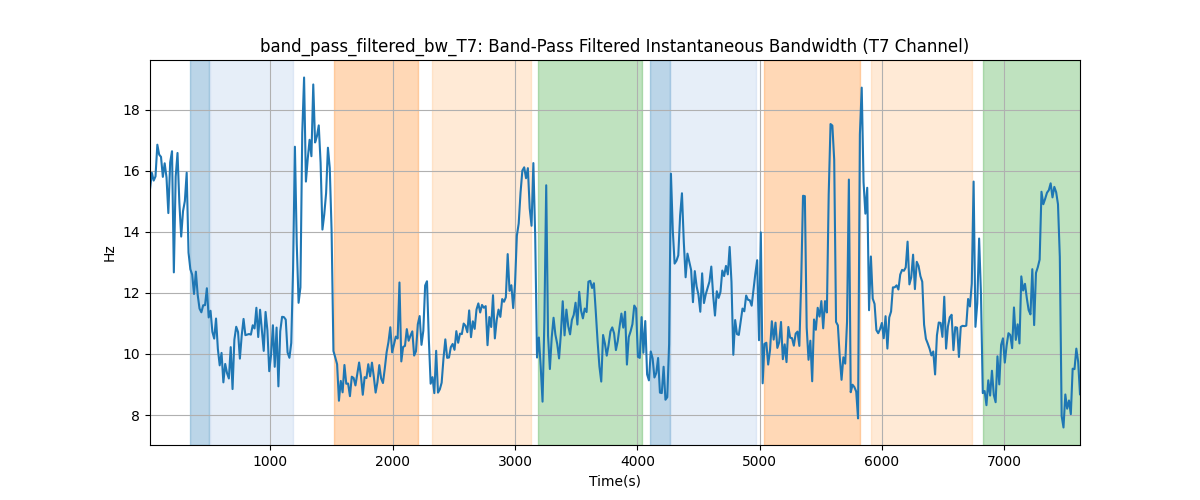 band_pass_filtered_bw_T7: Band-Pass Filtered Instantaneous Bandwidth (T7 Channel)
18
16
14
12
10
8
Hz
1000 2000 3000 4000 5000 6000 7000
Time(s)